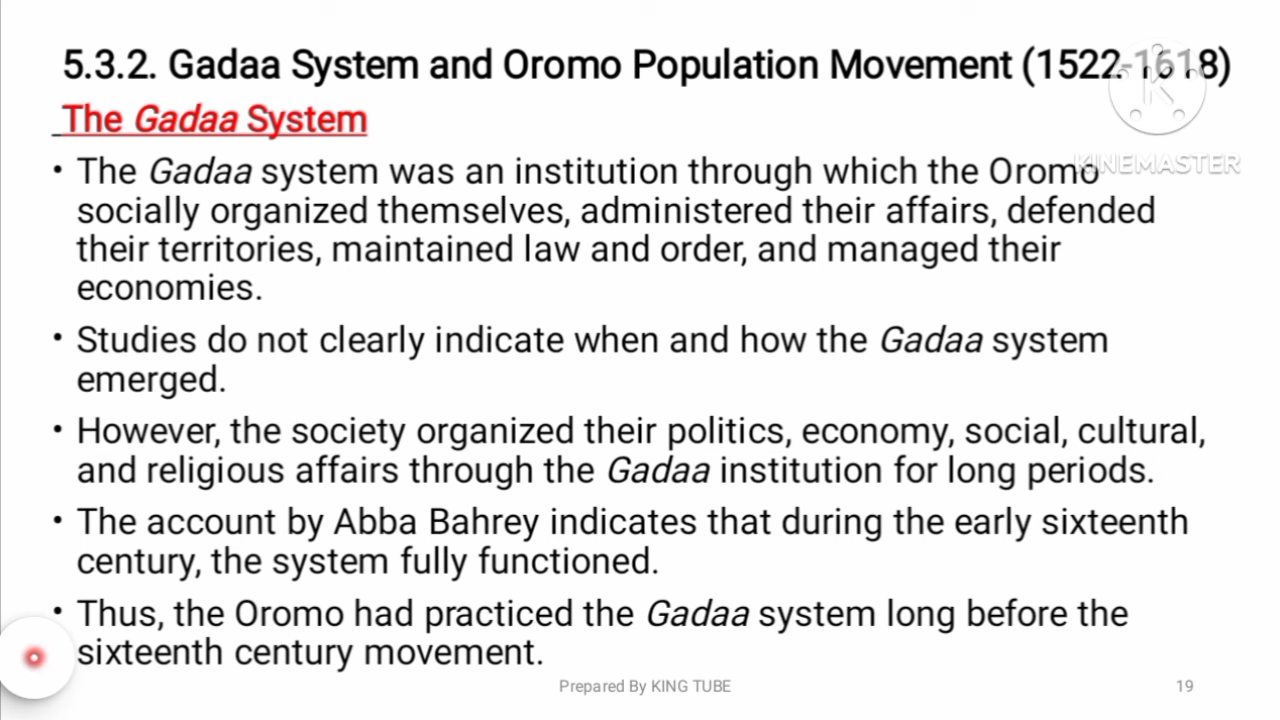 5.3.2. Gadaa System and Oromo Population Movement (1522-1618)
The Gadaa System
• The Gadaa system was an institution through which the Oromo
socially organized themselves, administered their affairs, defended
their territories, maintained law and order, and managed their
economies.
• Studies do not clearly indicate when and how the Gadaa system
emerged.
• However, the society organized their politics, economy, social, cultural,
and religious affairs through the Gadaa institution for long periods.
• The account by Abba Bahrey indicates that during the early sixteenth
century, the system fully functioned.
• Thus, the Oromo had practiced the Gadaa system long before the
sixteenth century movement.
Prepared By KING TUBE 19
K
KINEMASTER